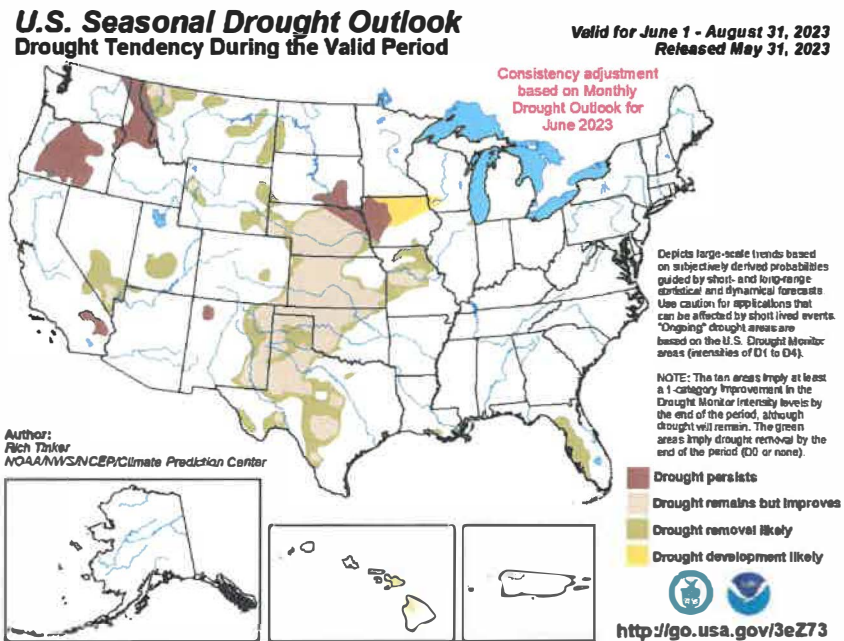 U.S. Seasonal Drought Outlook
Drought Tendency During the Valid Period
Valid for June 1 - August 31, 2023
Released May 31, 2023
Consistency adjustment
based on Monthly
Drought Outlook for
June 2023
Depicts large-scale trends based
on subjectively derived probabilities
guided by short- and long-range
statistical and dynamical forecasts.
Use caution for applications that
can be affected by short lived events.
"Ongoing" drought areas are
based on the U.S. Drought Monitor
areas (intensities of D1 to D4).
NOTE: The tan areas imply at least
a 1-category improvement in the
Drought Monitor intensity levels by
the end of the period, although
drought will remain. The green
areas imply drought removal by the
end of the period (D0 or none).
Author:
Rich Tinker
NOAA/NWS/NCEP/Climate Prediction Center
Drought persists
Drought remains but improves
Drought removal likely
Drought development likely
http://go.usa.gov/3eZ73